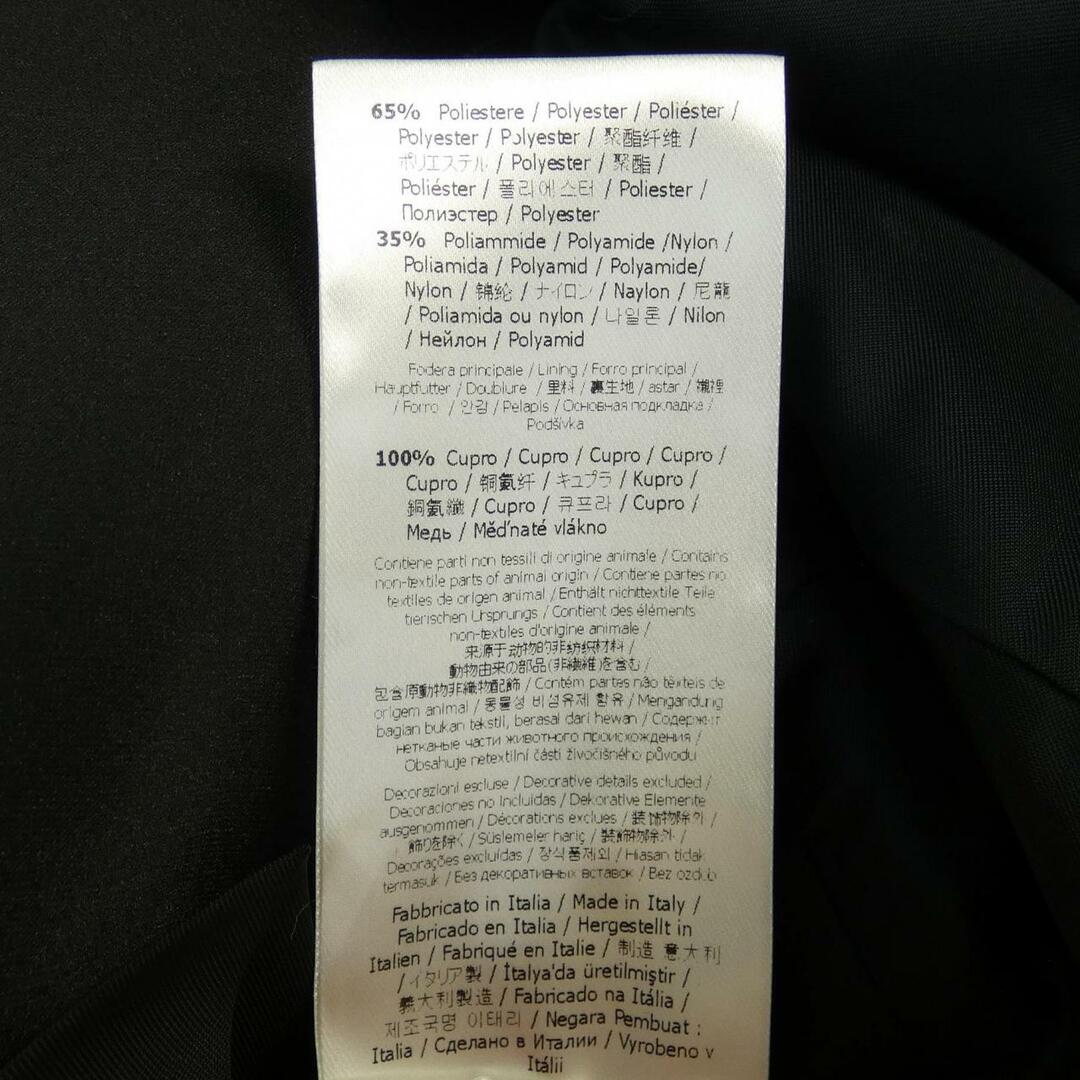 65% Poliestere / Polyester / Poliéster /
Polyester / Polyester / 聚酯纤维 /
ポリエステル / Polyester / 聚酯 /
Poliéster / 폴리에스터 / Poliester /
Полиэстер / Polyester
35% Poliammide / Polyamide /Nylon /
Poliamida / Polyamid / Polyamide/
Nylon / 锦纶 / ナイロン / Naylon / 尼龍
/ Poliamida ou nylon / 나일론 / Nilon
/ Нейлон / Polyamid
Fodera principale / Lining / Forro principal /
Hauptfutter / Doublure / 里料 / 裏生地 / astar / 襯裡
/ Forro / 안감 / Pelapis / Основная подкладка /
Podšívka
100% Cupro / Cupro / Cupro / Cupro /
Cupro / 铜氨纤 / キュプラ / Kupro /
銅氨纖 / Cupro / 큐프라 / Cupro /
Медь / Měďnaté vlákno
Contiene parti non tessili di origine animale / Contains
non-textile parts of animal origin / Contiene partes no
textiles de origen animal / Enthält nichttextile Teile
tierischen Ursprungs / Contient des éléments
non-textiles d'origine animale /
来源于动物的非纺织材料 /
動物由来の部品(非繊維)を含む /
包含原動物非織物配飾 / Contém partes não têxteis de
origem animal / 동물성 비섬유제 함유 / Mengandung
bagian bukan tekstil, berasal dari hewan / Содержит
нетканые части животного происхождения /
Obsahuje netextilní části živočišného původu
Decorazioni escluse / Decorative details excluded /
Decoraciones no incluidas / Dekorative Elemente
ausgenommen / Décorations exclues / 装饰物除外 /
飾りを除く / Süslemeler hariç / 裝飾物除外 /
Decorações excluídas / 장식품제외 / Hiasan tidak
termasuk / Без декоративных вставок / Bez ozdob
Fabbricato in Italia / Made in Italy /
Fabricado en Italia / Hergestellt in
Italien / Fabriqué en Italie / 制造 意大利
/ イタリア製 / İtalya'da üretilmiştir /
義大利製造 / Fabricado na Itália /
제조국명 이태리 / Negara Pembuat :
Italia / Сделано в Италии / Vyrobeno v
Itálii